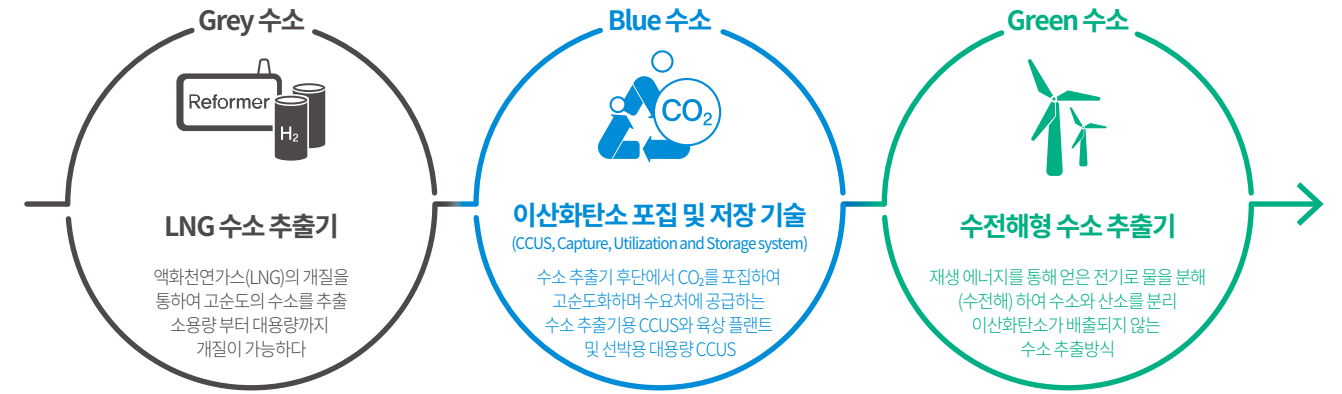 Grey 수소
Reformer
H₂
LNG 수소 추출기
액화천연가스(LNG)의 개질을
통하여 고순도의 수소를 추출
소용량 부터 대용량까지
개질이 가능하다
Blue 수소
CO₂
이산화탄소 포집 및 저장 기술
(CCUS, Capture, Utilization and Storage system)
수소 추출기 후단에서 CO₂를 포집하여
고순도화하며 수요처에 공급하는
수소 추출기용 CCUS와 육상 플랜트
및 선박용 대용량 CCUS
Green 수소
수전해형 수소 추출기
재생 에너지를 통해 얻은 전기로 물을 분해
(수전해) 하여 수소와 산소를 분리
이산화탄소가 배출되지 않는
수소 추출방식